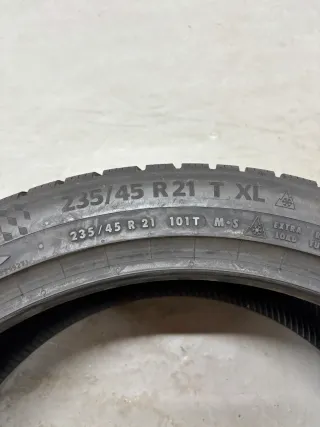 235/45 R 21 T XL
235/45 R 21 101T M+S EXTRA
LOAD